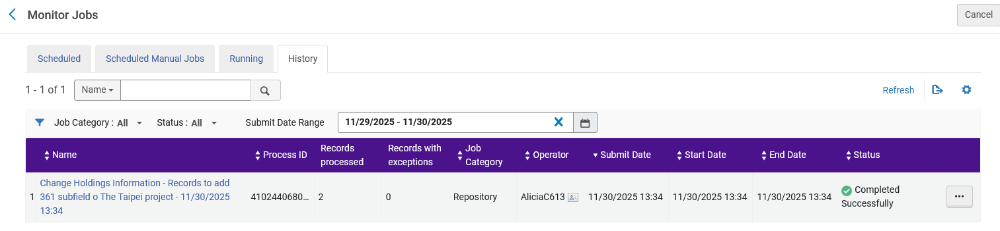 Monitor Jobs
Cancel
Scheduled
Scheduled Manual Jobs
Running
History
1 - 1 of 1
Name
Refresh
Job Category : All
Status : All
Submit Date Range
11/29/2025 - 11/30/2025
Name
Process ID
Records
processed
Records with
exceptions
Job
Category
Operator
Submit Date
Start Date
End Date
Status
1
Change Holdings Information - Records to add
361 subfield o The Taipei project - 11/30/2025
13:34
4102440680...
2
0
Repository
AliciaC613
11/30/2025 13:34
11/30/2025 13:34
11/30/2025 13:34
Completed
Successfully